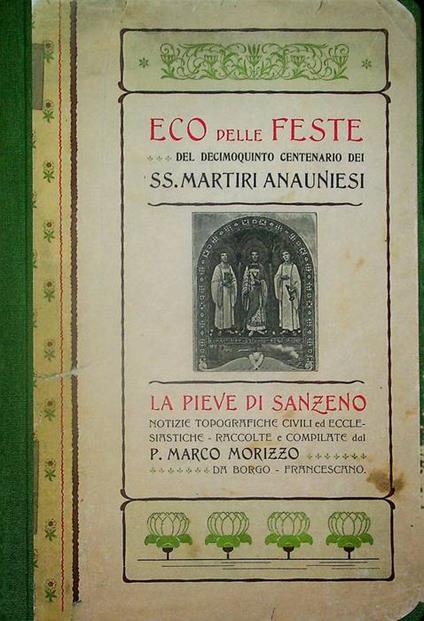 ECO DELLE FESTE
DEL DECIMOQUINTO CENTENARIO DEI
SS. MARTIRI ANAUNIESI
LA PIEVE DI SANZENO
NOTIZIE TOPOGRAFICHE CIVILI ed ECCLE-
SIASTICHE - RACCOLTE e COMPILATE dal
P. MARCO MORIZZO
DA BORGO - FRANCESCANO.